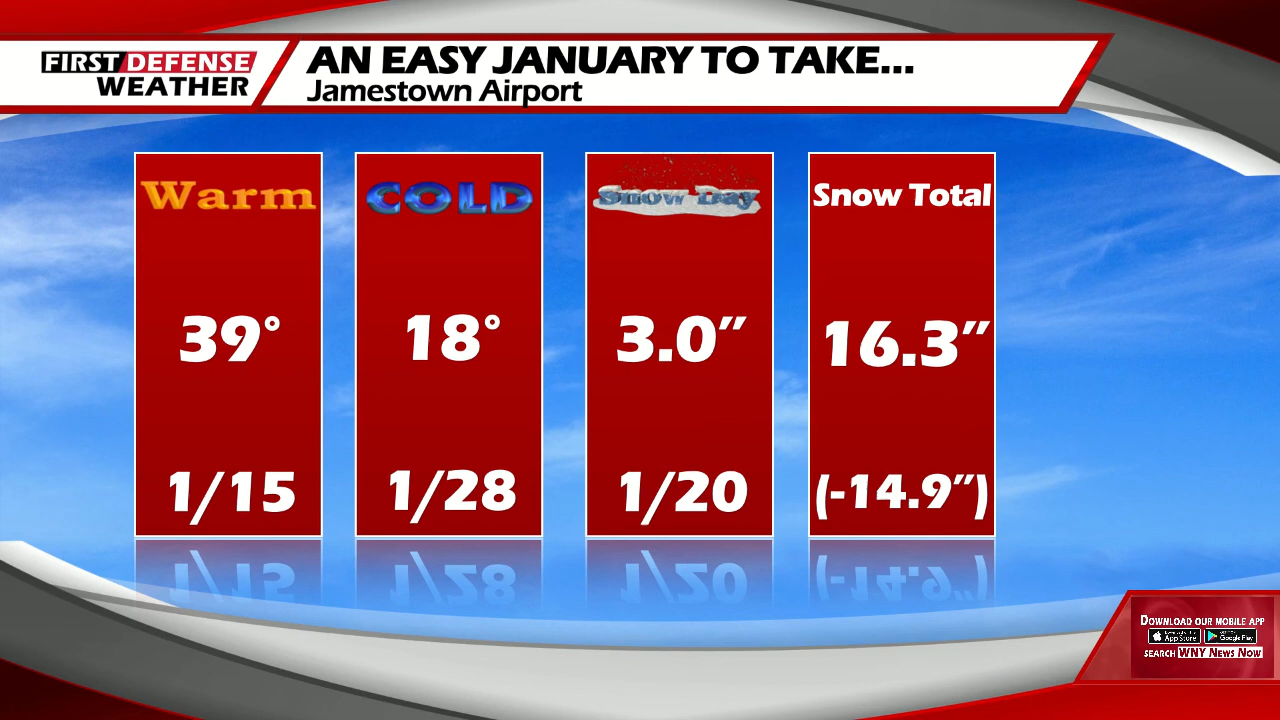 FIRST DEFENSE
WEATHER
AN EASY JANUARY TO TAKE...
Jamestown Airport
Warm
39°
1/15
COLD
18°
1/28
Snow Day
3.0”
1/20
Snow Total
16.3”
(-14.9”)
DOWNLOAD OUR MOBILE APP
App Store
Google Play
SEARCH WNY NEWS NOW